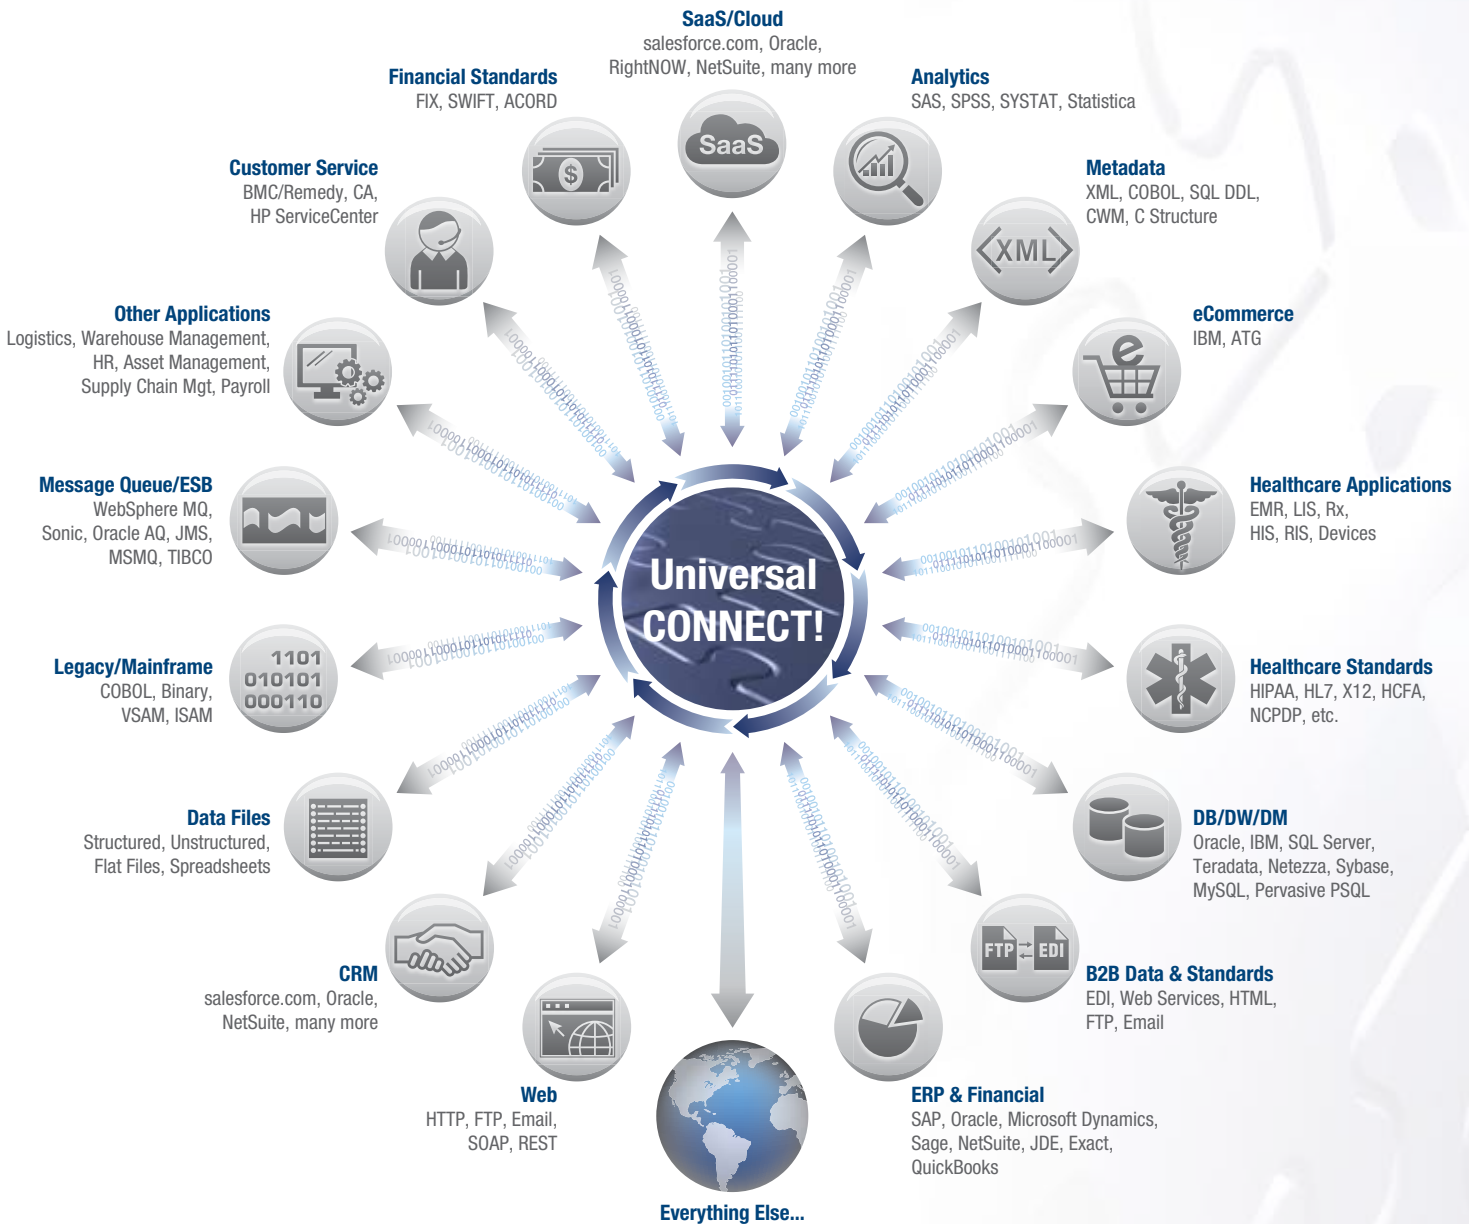 SaaS/Cloud
salesforce.com, Oracle,
RightNOW, NetSuite, many more
SaaS
Analytics
SAS, SPSS, SYSTAT, Statistica
Metadata
XML, COBOL, SQL DDL,
CWM, C Structure
<XML>
eCommerce
IBM, ATG
e
Healthcare Applications
EMR, LIS, Rx,
HIS, RIS, Devices
Healthcare Standards
HIPAA, HL7, X12, HCFA,
NCPDP, etc.
DB/DW/DM
Oracle, IBM, SQL Server,
Teradata, Netezza, Sybase,
MySQL, Pervasive PSQL
FTP EDI
B2B Data & Standards
EDI, Web Services, HTML,
FTP, Email
ERP & Financial
SAP, Oracle, Microsoft Dynamics,
Sage, NetSuite, JDE, Exact,
QuickBooks
Everything Else...
Web
HTTP, FTP, Email,
SOAP, REST
CRM
salesforce.com, Oracle,
NetSuite, many more
Data Files
Structured, Unstructured,
Flat Files, Spreadsheets
Legacy/Mainframe
COBOL, Binary,
VSAM, ISAM
1101
010101
000110
Message Queue/ESB
WebSphere MQ,
Sonic, Oracle AQ, JMS,
MSMQ, TIBCO
Other Applications
Logistics, Warehouse Management,
HR, Asset Management,
Supply Chain Mgt, Payroll
Customer Service
BMC/Remedy, CA,
HP ServiceCenter
Financial Standards
FIX, SWIFT, ACORD
$
Universal
CONNECT!